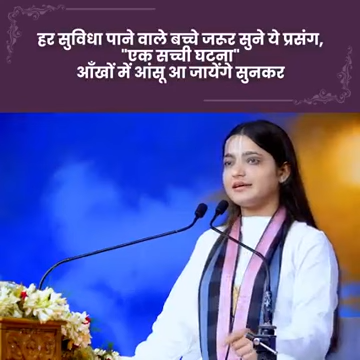 हर सुविधा पाने वाले बच्चे जरूर सुने ये प्रसंग,
"एक सच्ची घटना"
आँखों में आंसू आ जायेंगे सुनकर